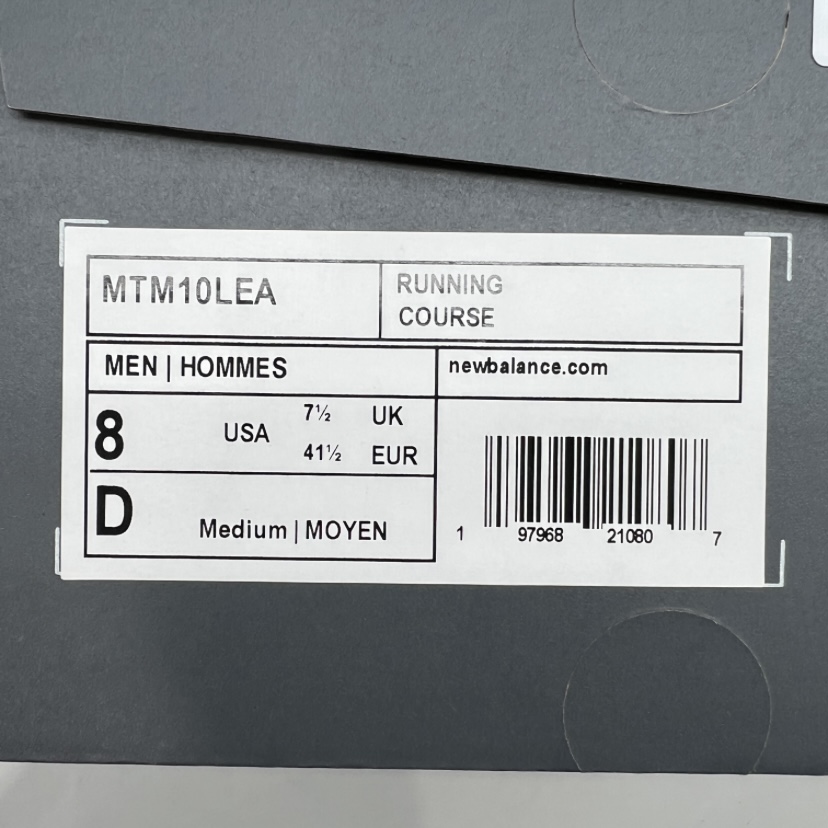 MTM10LEA
RUNNING
COURSE
MEN | HOMMES
newbalance.com
8 USA 7½ UK
41½ EUR
D Medium | MOYEN
1 97968 21080 7